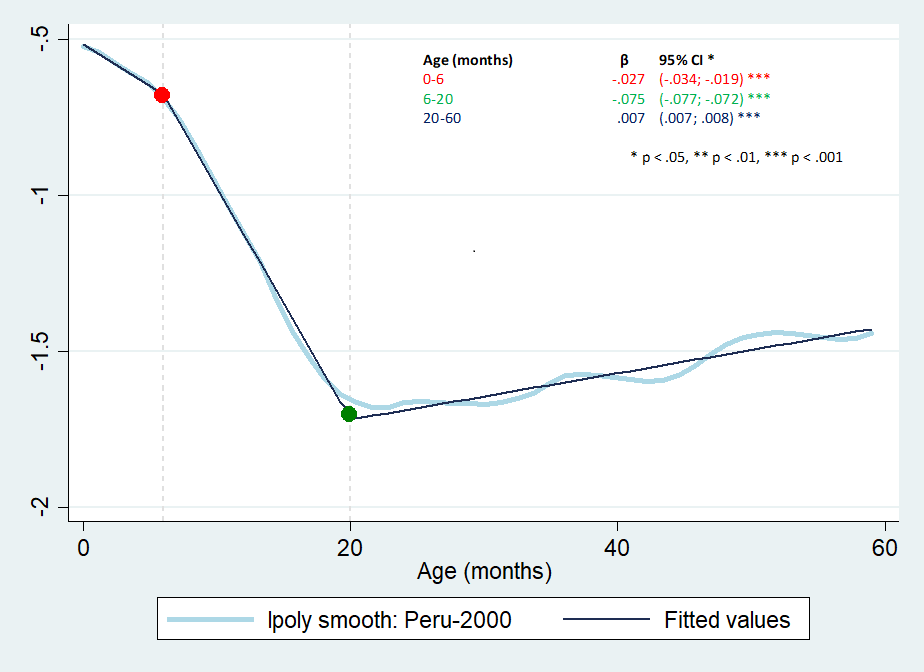 -.5
-1
-1.5
-2
Age (months) β 95% CI *
0-6 -.027 (-.034; -.019) ***
6-20 -.075 (-.077; -.072) ***
20-60 .007 (.007; .008) ***
* p < .05, ** p < .01, *** p < .001
0 20 40 60
Age (months)
lpoly smooth: Peru-2000 Fitted values